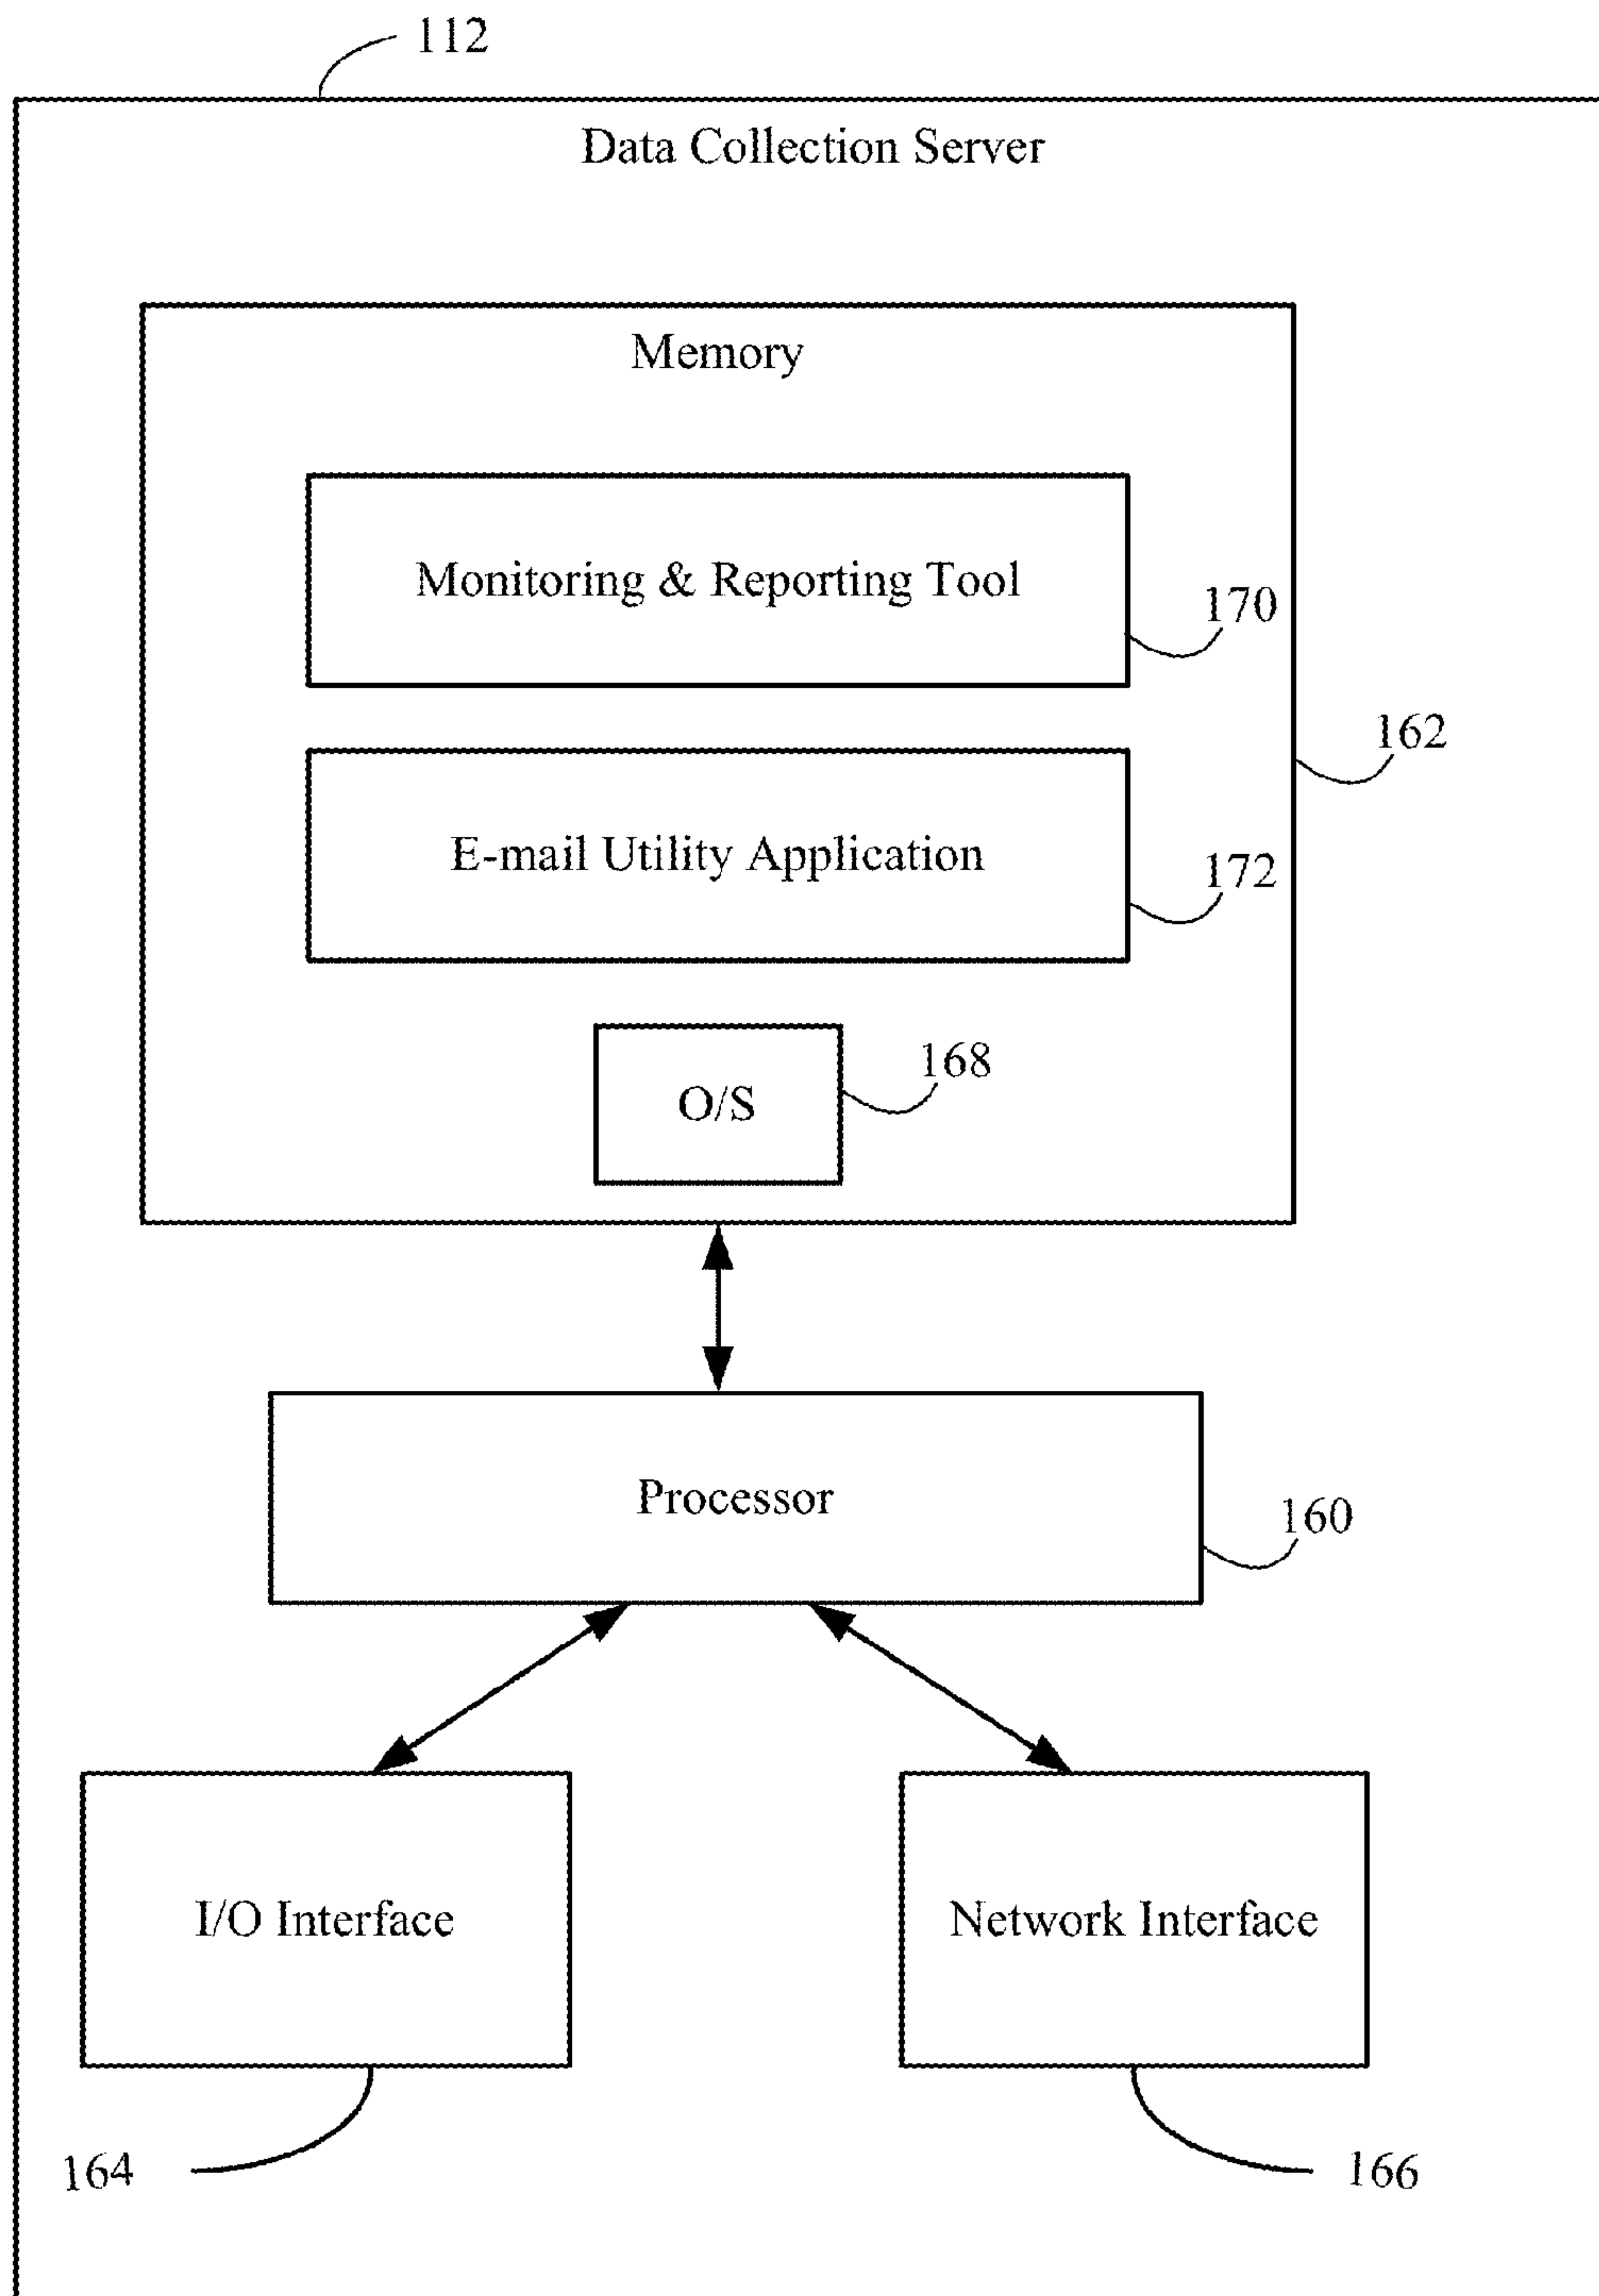 112
Data Collection Server
Memory
Monitoring & Reporting Tool
170
162
E-mail Utility Application
172
O/S
168
Processor
160
I/O Interface
Network Interface
164
166